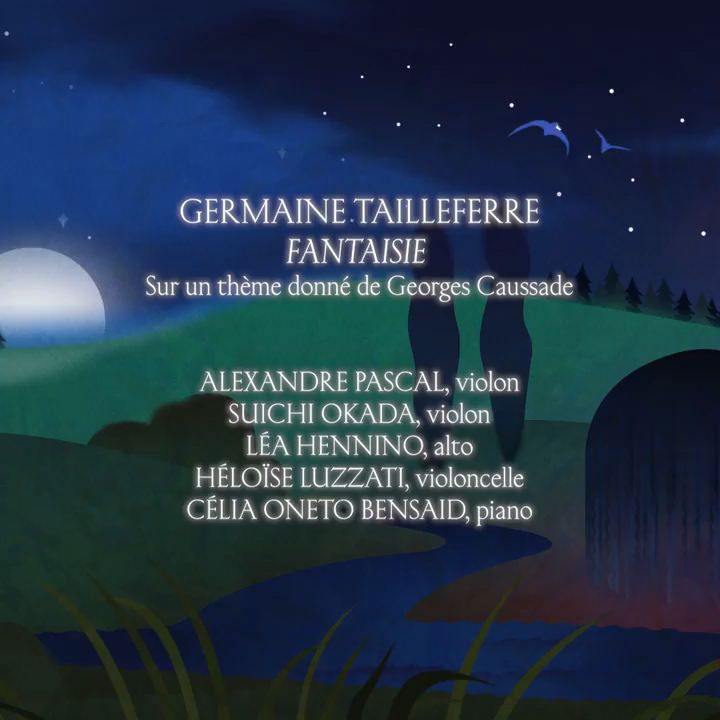 GERMAINE TAILLEFERRE
FANTAISIE
Sur un thème donné de Georges Caussade
ALEXANDRE PASCAL, violon
SUICHI OKADA, violon
LÉA HENNINO, alto
HÉLOÏSE LUZZATI, violoncelle
CÉLIA ONETO BENSAID, piano